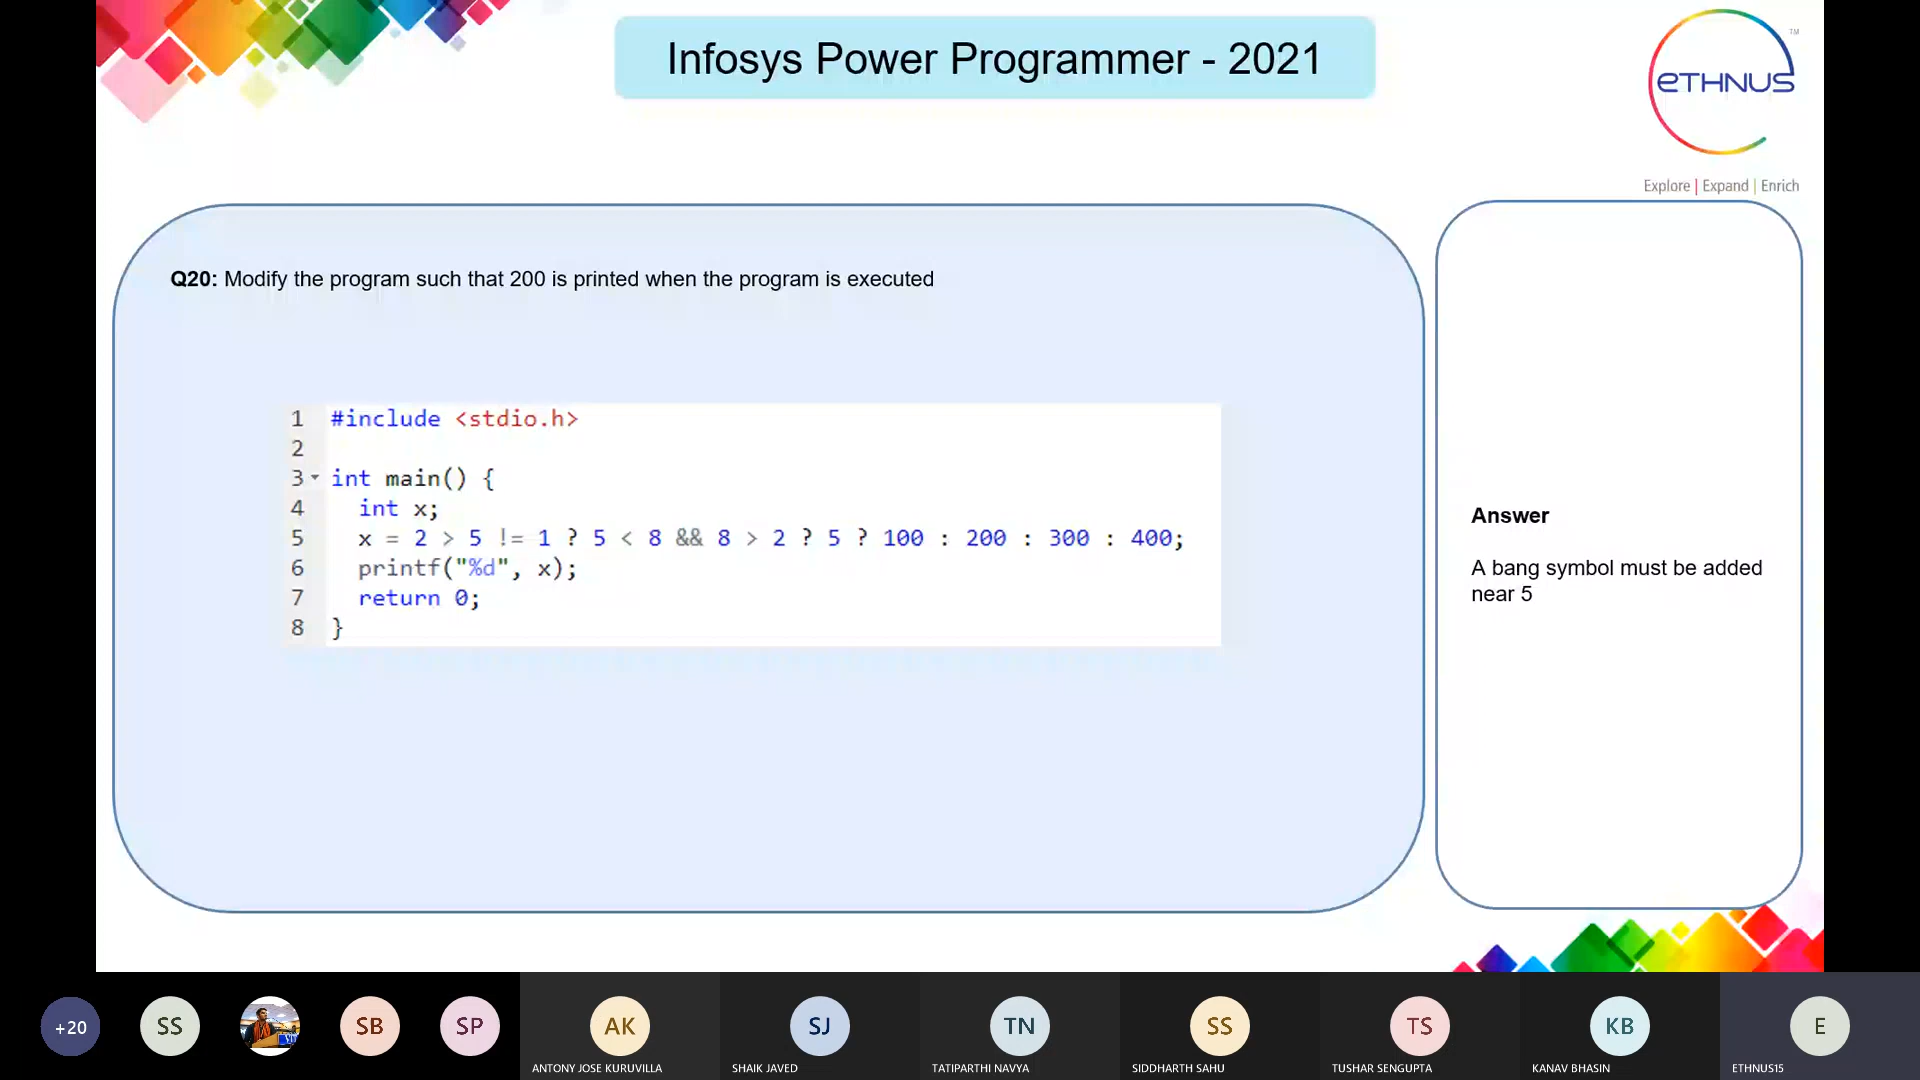 Infosys Power Programmer - 2021
eTHNUS
TM
Explore | Expand | Enrich
Q20: Modify the program such that 200 is printed when the program is executed
1 #include <stdio.h>
2
3 int main() {
4 int x;
5 x = 2 > 5 != 1 ? 5 < 8 && 8 > 2 ? 5 ? 100 : 200 : 300 : 400;
6 printf("%d", x);
7 return 0;
8 }
Answer
A bang symbol must be added
near 5
+20
SS
SB
SP
AK
SJ
TN
SS
TS
KB
E
ANTONY JOSE KURUVILLA
SHAIK JAVED
TATIPARTHI NAVYA
SIDDHARTH SAHU
TUSHAR SENGUPTA
KANAV BHASIN
ETHNUS15